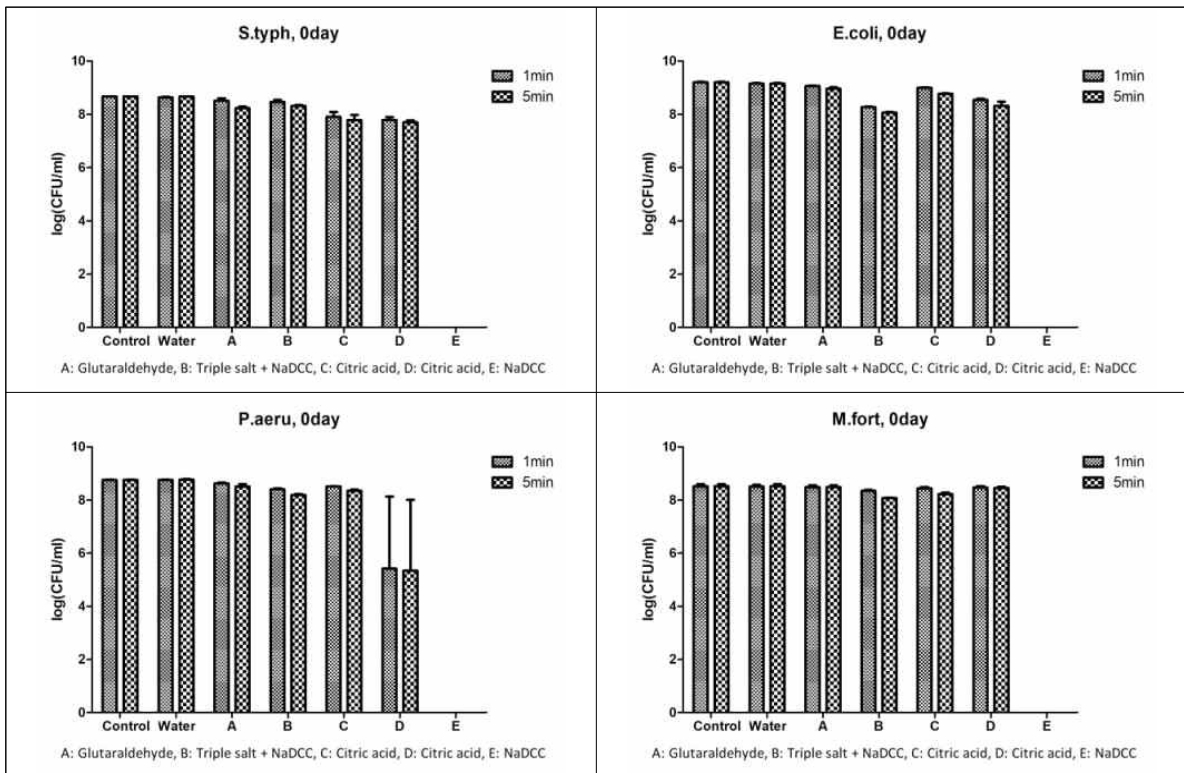 S.typh, 0day
10
8
6
4
2
0
log(CFU/ml)
1min
5min
Control Water A B C D E
A: Glutaraldehyde, B: Triple salt + NaDCC, C: Citric acid, D: Citric acid, E: NaDCC
E.coli, 0day
10
8
6
4
2
0
log(CFU/ml)
1min
5min
Control Water A B C D E
A: Glutaraldehyde, B: Triple salt + NaDCC, C: Citric acid, D: Citric acid, E: NaDCC
P.aeru, 0day
10
8
6
4
2
0
log(CFU/ml)
1min
5min
Control Water A B C D E
A: Glutaraldehyde, B: Triple salt + NaDCC, C: Citric acid, D: Citric acid, E: NaDCC
M.fort, 0day
10
8
6
4
2
0
log(CFU/ml)
1min
5min
Control Water A B C D E
A: Glutaraldehyde, B: Triple salt + NaDCC, C: Citric acid, D: Citric acid, E: NaDCC